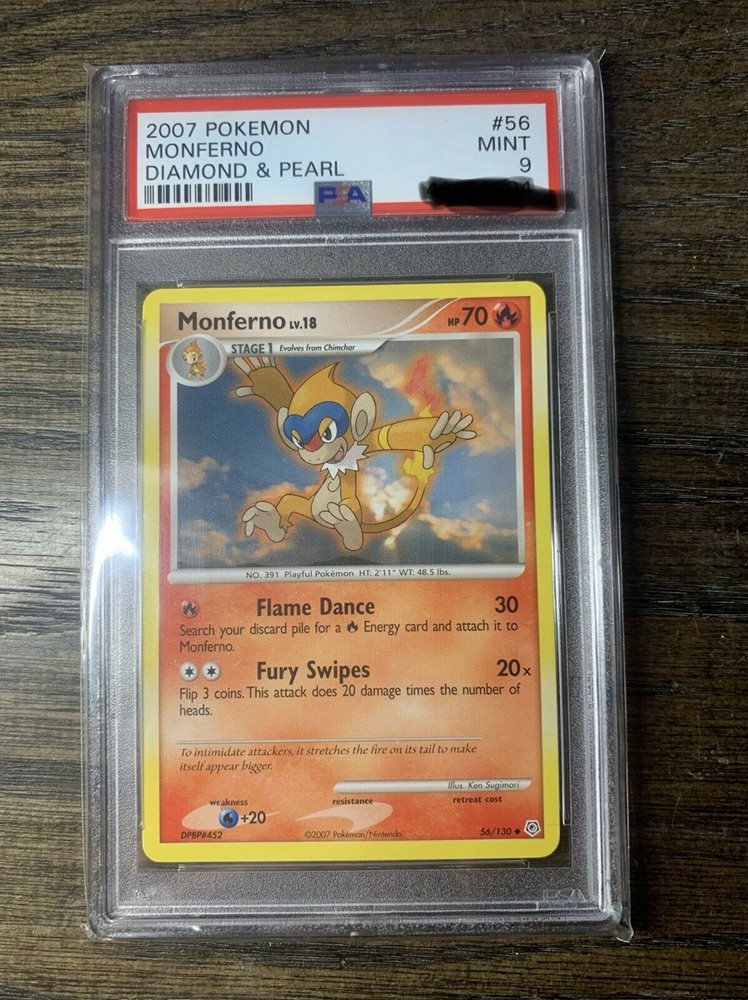 2007 POKEMON #56
MONFERNO MINT
DIAMOND & PEARL 9
PSA
Monferno LV.18 HP 70
STAGE 1 Evolves from Chimchar
NO. 391 Playful Pokémon HT: 2'11" WT: 48.5 lbs.
Flame Dance 30
Search your discard pile for a Energy card and attach it to
Monferno.
Fury Swipes 20x
Flip 3 coins. This attack does 20 damage times the number of
heads.
To intimidate attackers, it stretches the fire on its tail to make
itself appear bigger.
Illus. Ken Sugimori
weakness resistance retreat cost
+20
DPBP#452 ©2007 Pokémon/Nintendo 56/130
PSA